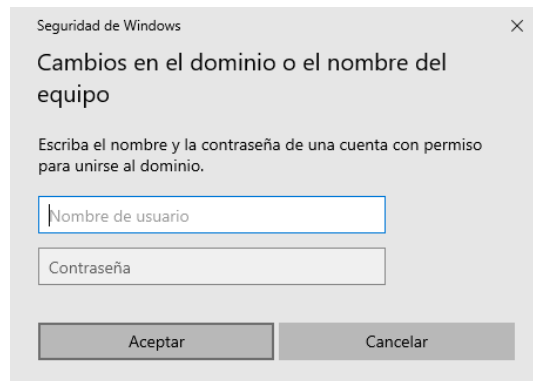 Seguridad de Windows
Cambios en el dominio o el nombre del
equipo
Escriba el nombre y la contraseña de una cuenta con permiso
para unirse al dominio.
Nombre de usuario
Contraseña
Aceptar Cancelar